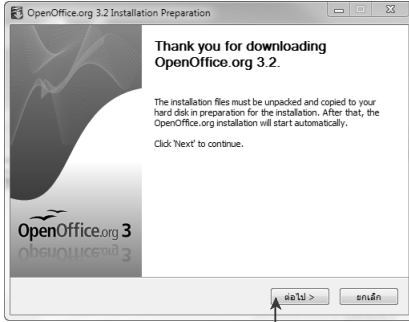 OpenOffice.org 3.2 Installation Preparation
Thank you for downloading
OpenOffice.org 3.2.
The installation files must be unpacked and copied to your
hard disk in preparation for the installation. After that, the
OpenOffice.org installation will start automatically.
Click 'Next' to continue.
OpenOffice.org 3
ต่อไป >
ยกเลิก